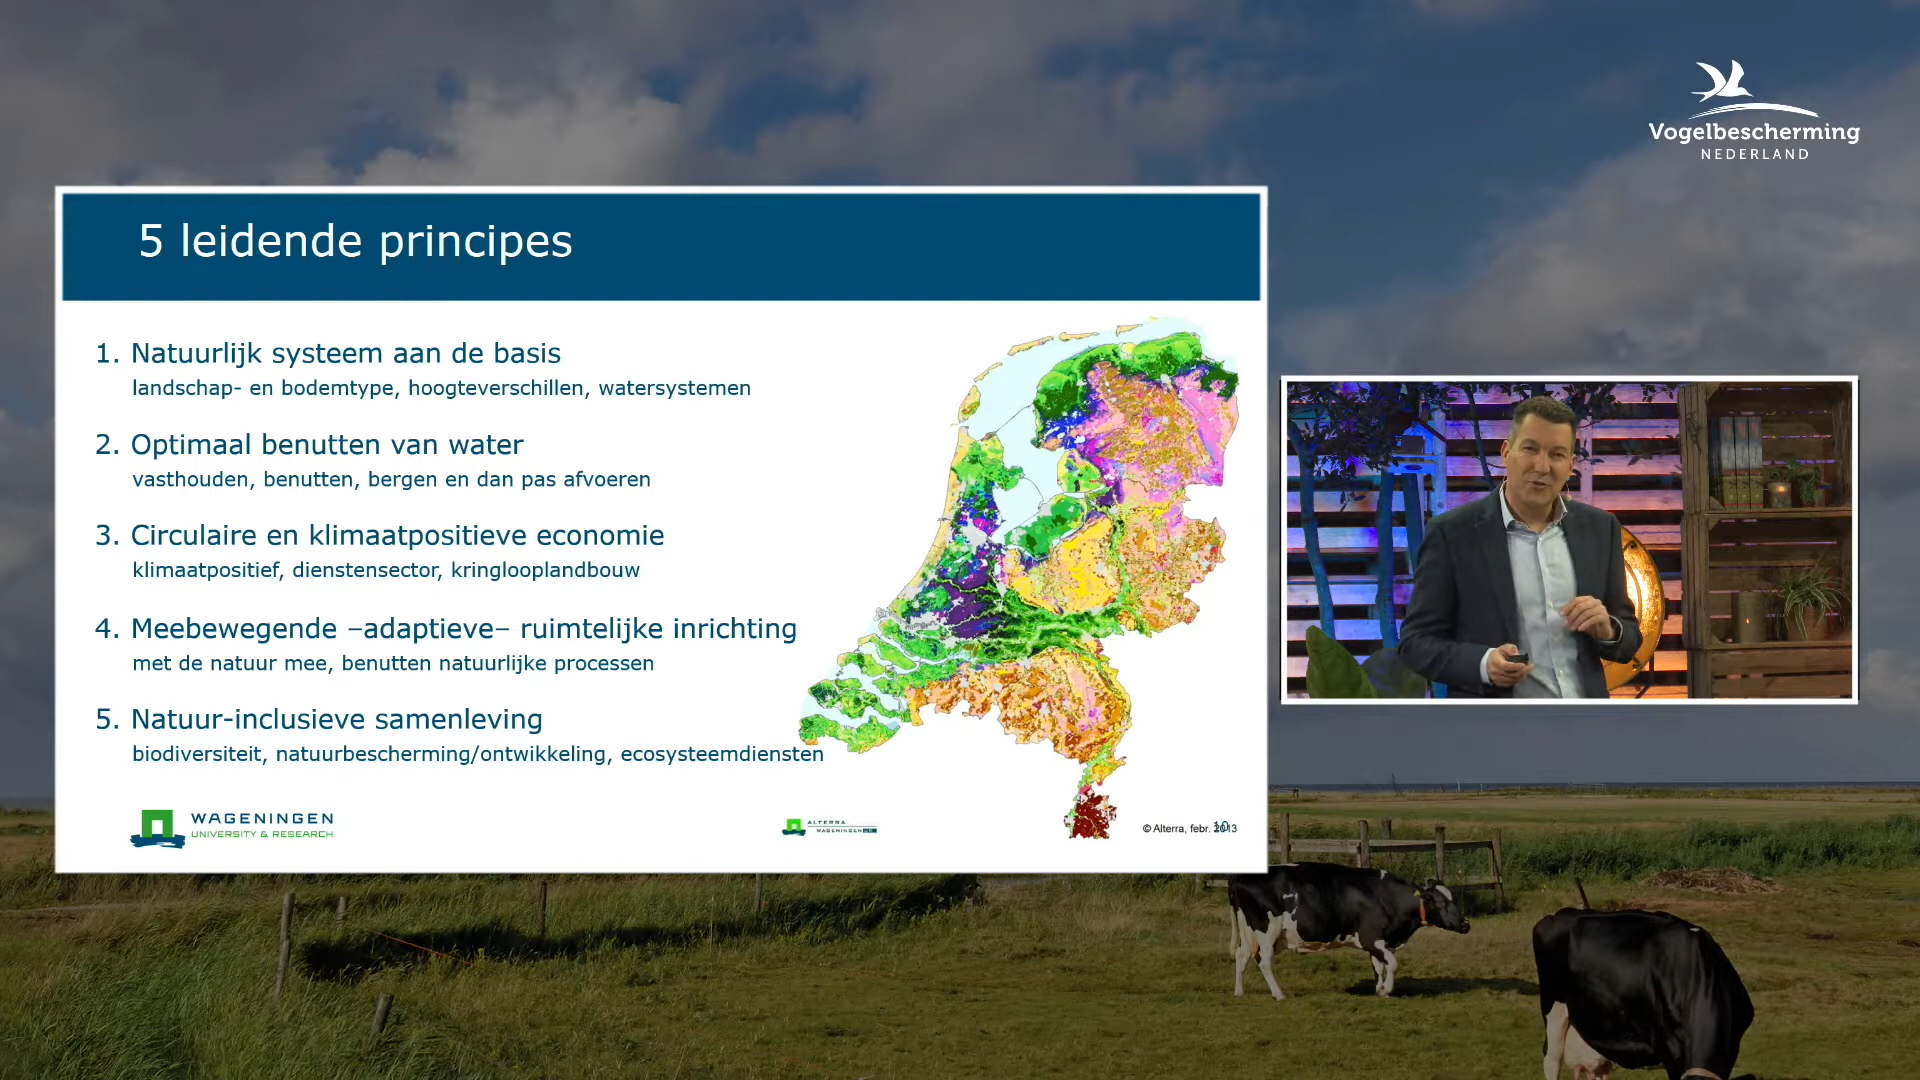 Vogelbescherming
NEDERLAND
5 leidende principes
1. Natuurlijk systeem aan de basis
landschap- en bodemtype, hoogteverschillen, watersystemen
2. Optimaal benutten van water
vasthouden, benutten, bergen en dan pas afvoeren
3. Circulaire en klimaatpositieve economie
klimaatpositief, dienstensector, kringlooplandbouw
4. Meebewegende –adaptieve– ruimtelijke inrichting
met de natuur mee, benutten natuurlijke processen
5. Natuur-inclusieve samenleving
biodiversiteit, natuurbescherming/ontwikkeling, ecosysteemdiensten
WAGENINGEN
UNIVERSITY & RESEARCH
ALTERRA
WAGENINGEN UR
© Alterra, febr. 2013
10